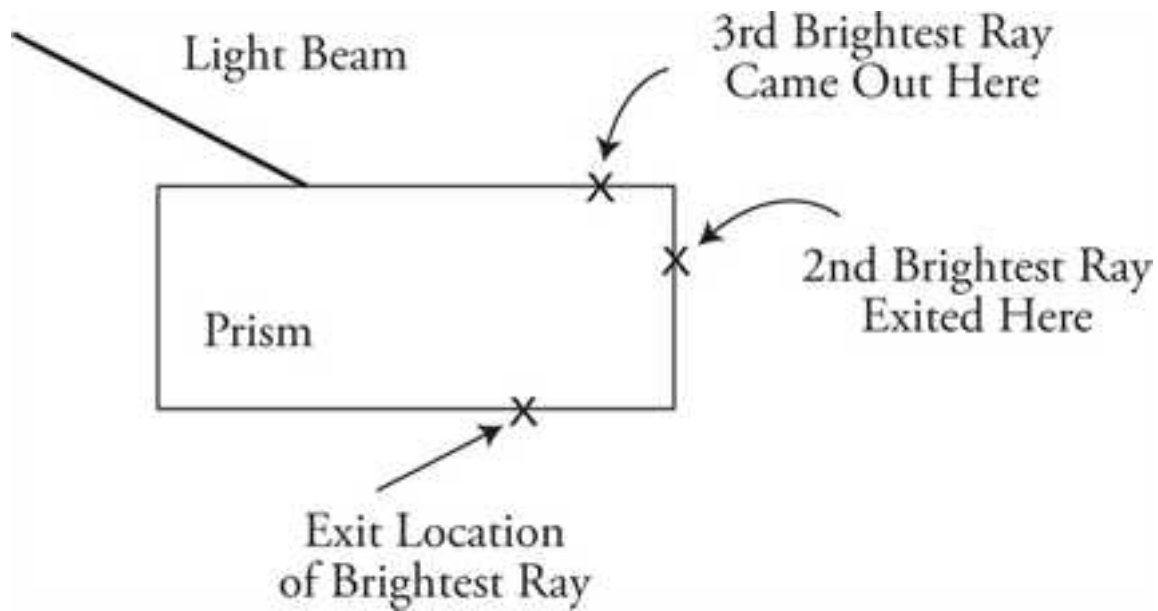 Light Beam
3rd Brightest Ray
Came Out Here
2nd Brightest Ray
Exited Here
Prism
Exit Location
of Brightest Ray